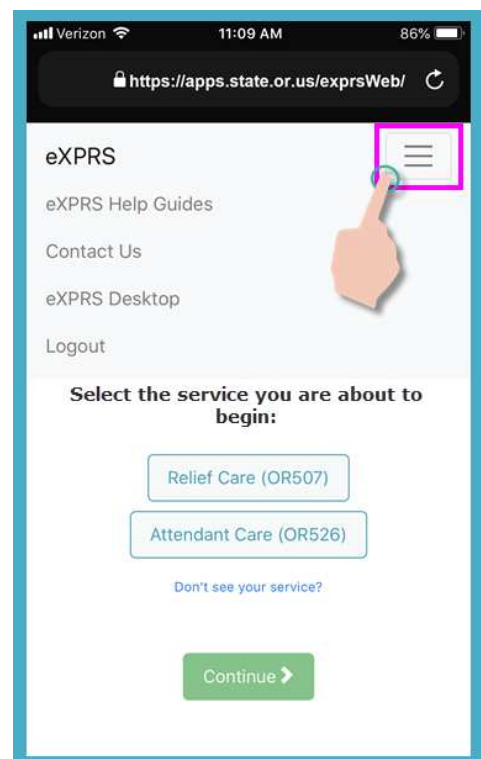 Verizon 11:09 AM 86%
https://apps.state.or.us/exprsWeb/
eXPRS
eXPRS Help Guides
Contact Us
eXPRS Desktop
Logout
Select the service you are about to
begin:
Relief Care (OR507)
Attendant Care (OR526)
Don't see your service?
Continue